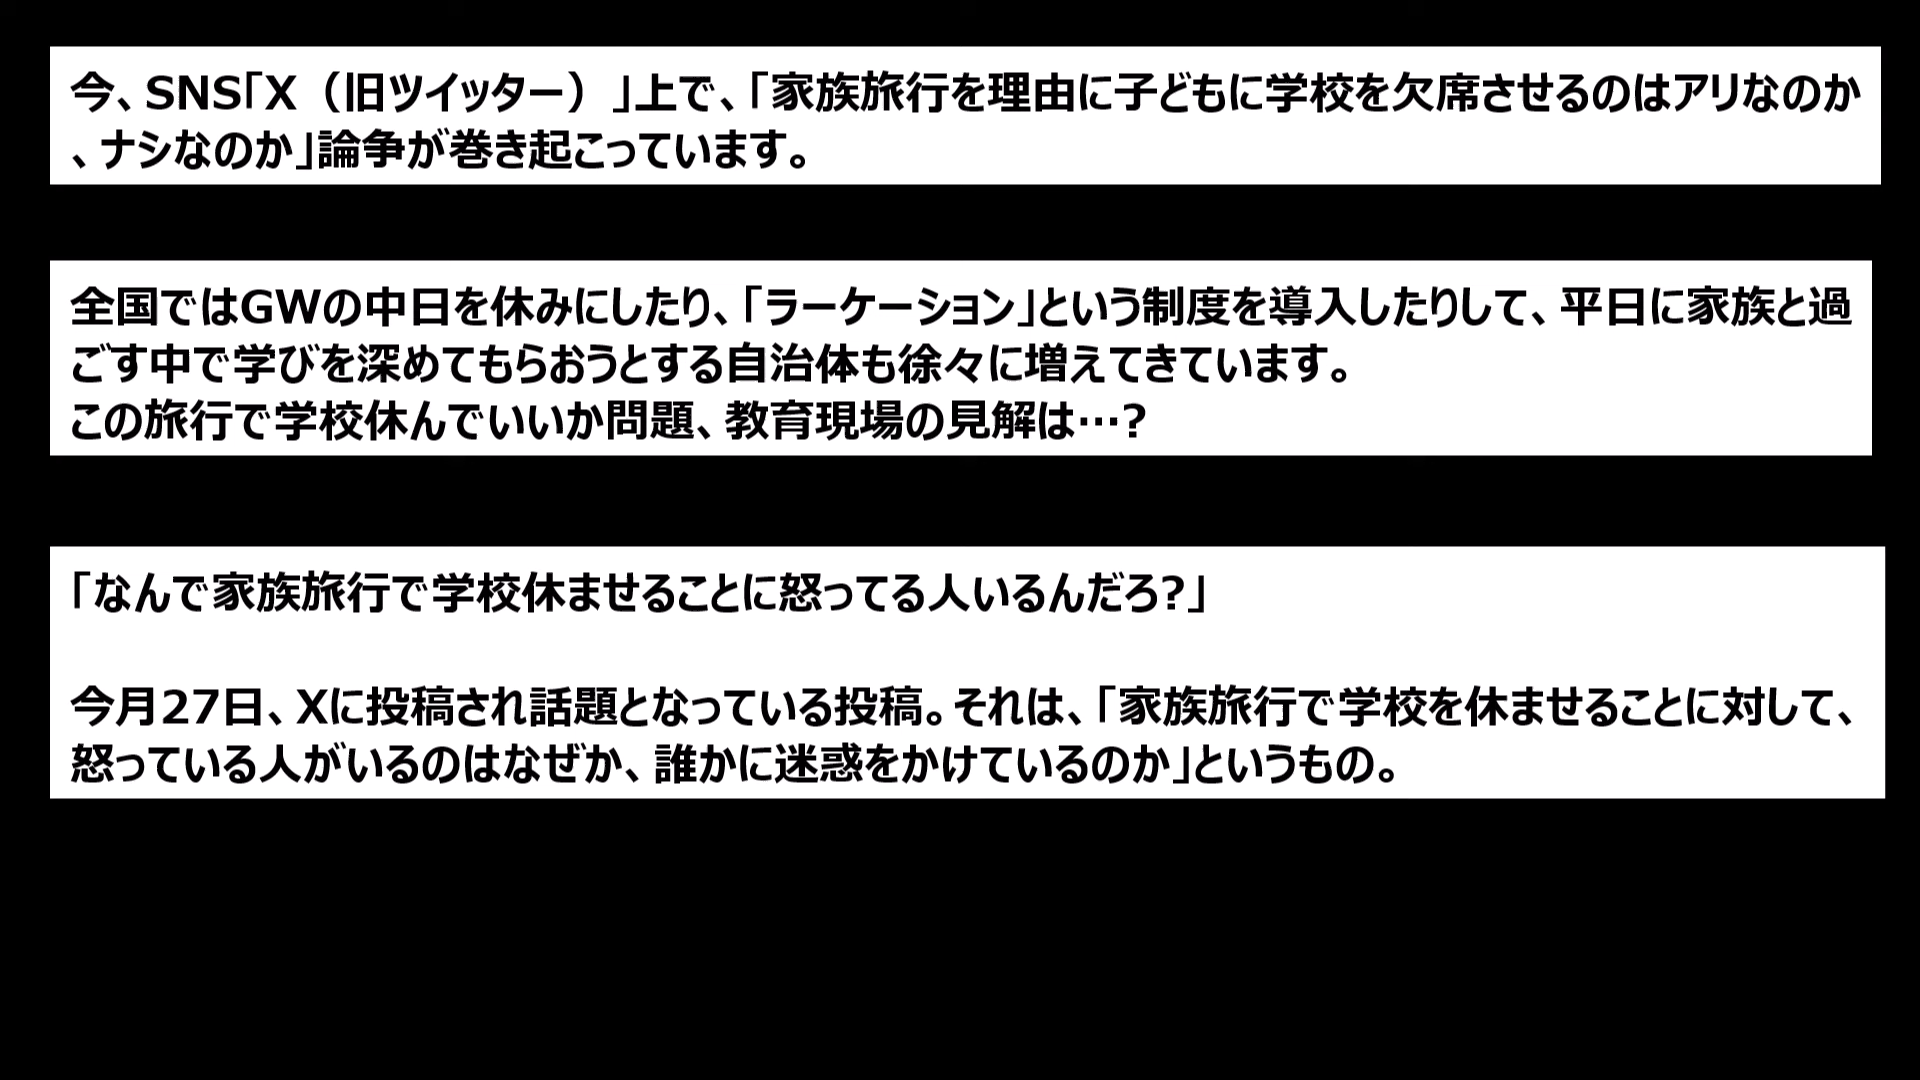 今、SNS「X（旧ツイッター）」上で、「家族旅行を理由に子どもに学校を欠席させるのはアリなのか
、ナシなのか」論争が巻き起こっています。
全国ではGWの中日を休みにしたり、「ラーケーション」という制度を導入したりして、平日に家族と過
ごす中で学びを深めてもらおうとする自治体も徐々に増えてきています。
この旅行で学校休んでいいか問題、教育現場の見解は…?
「なんで家族旅行で学校休ませることに怒ってる人いるんだろ?」
今月27日、Xに投稿され話題となっている投稿。それは、「家族旅行で学校を休ませることに対して、
怒っている人がいるのはなぜか、誰かに迷惑をかけているのか」というもの。